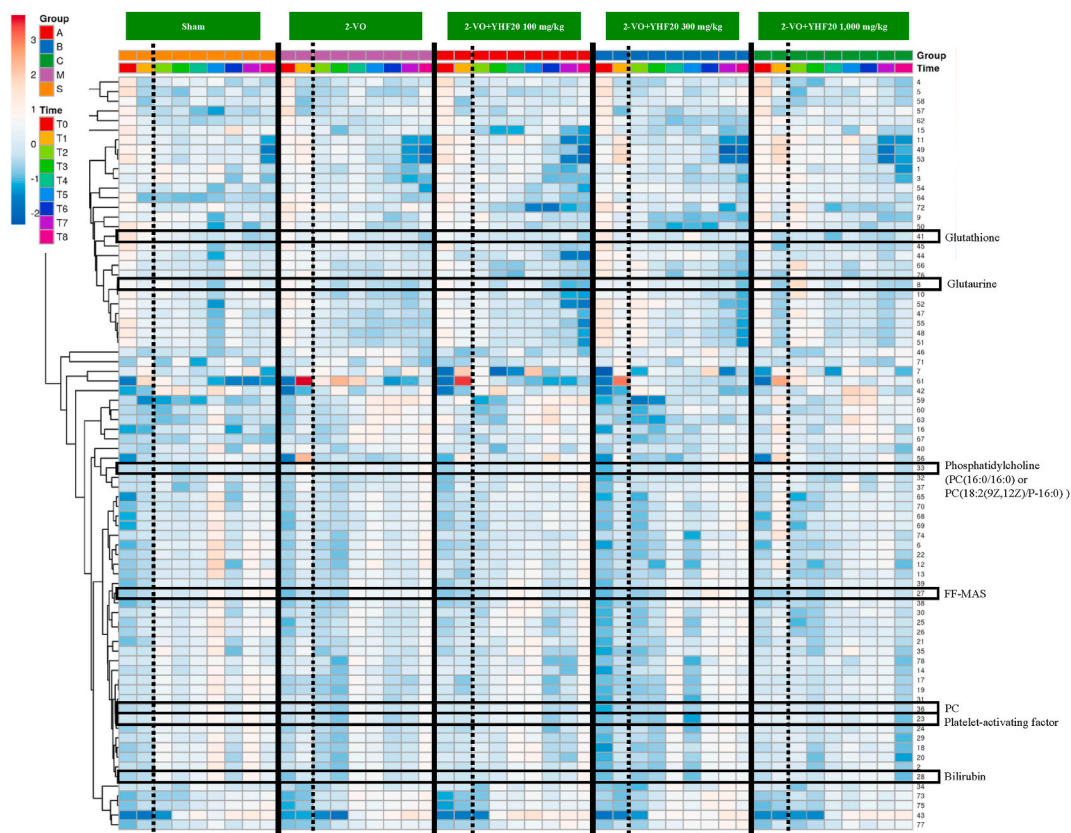 Sham
2-VO
2-VO+YHF20 100 mg/kg
2-VO+YHF20 300 mg/kg
2-VO+YHF20 1,000 mg/kg
3
2
1
0
-1
-2
Group
A
B
C
M
S
Time
T0
T1
T2
T3
T4
T5
T6
T7
T8
Group
Time
4
5
58
57
62
15
11
49
53
1
3
54
64
72
9
50
41 Glutathione
45
44
66
76
8 Glutaurine
10
52
47
55
48
51
46
71
7
61
42
59
60
63
16
67
40
56
33 Phosphatidylcholine
(PC(16:0/16:0) or
PC(18:2(9Z,12Z)/P-16:0) )
32
37
65
70
68
69
74
6
22
12
13
39
27 FF-MAS
38
30
25
26
21
35
78
14
17
19
31
36 PC
23 Platelet-activating factor
24
29
18
20
2
28 Bilirubin
34
73
75
43
77